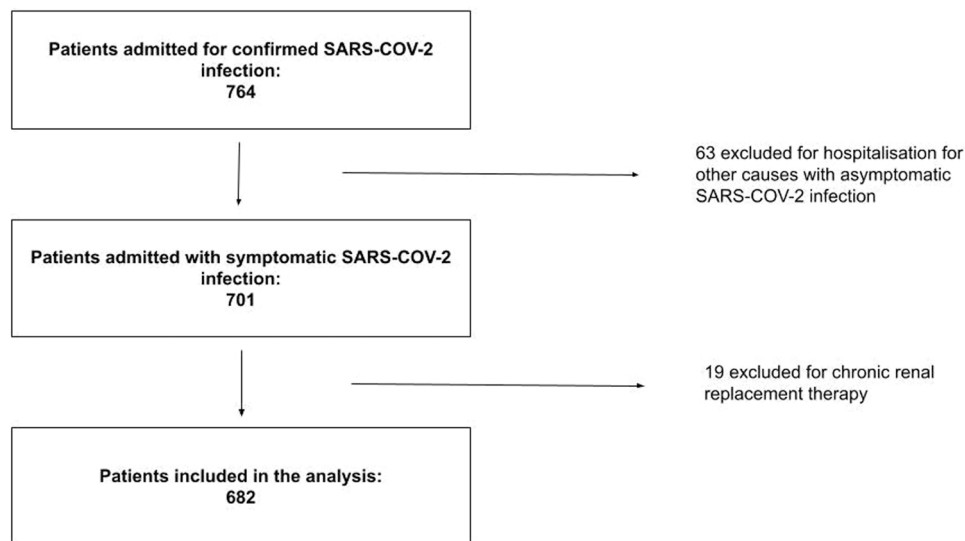 Patients admitted for confirmed SARS-COV-2
infection:
764
63 excluded for hospitalisation for
other causes with asymptomatic
SARS-COV-2 infection
Patients admitted with symptomatic SARS-COV-2
infection:
701
19 excluded for chronic renal
replacement therapy
Patients included in the analysis:
682